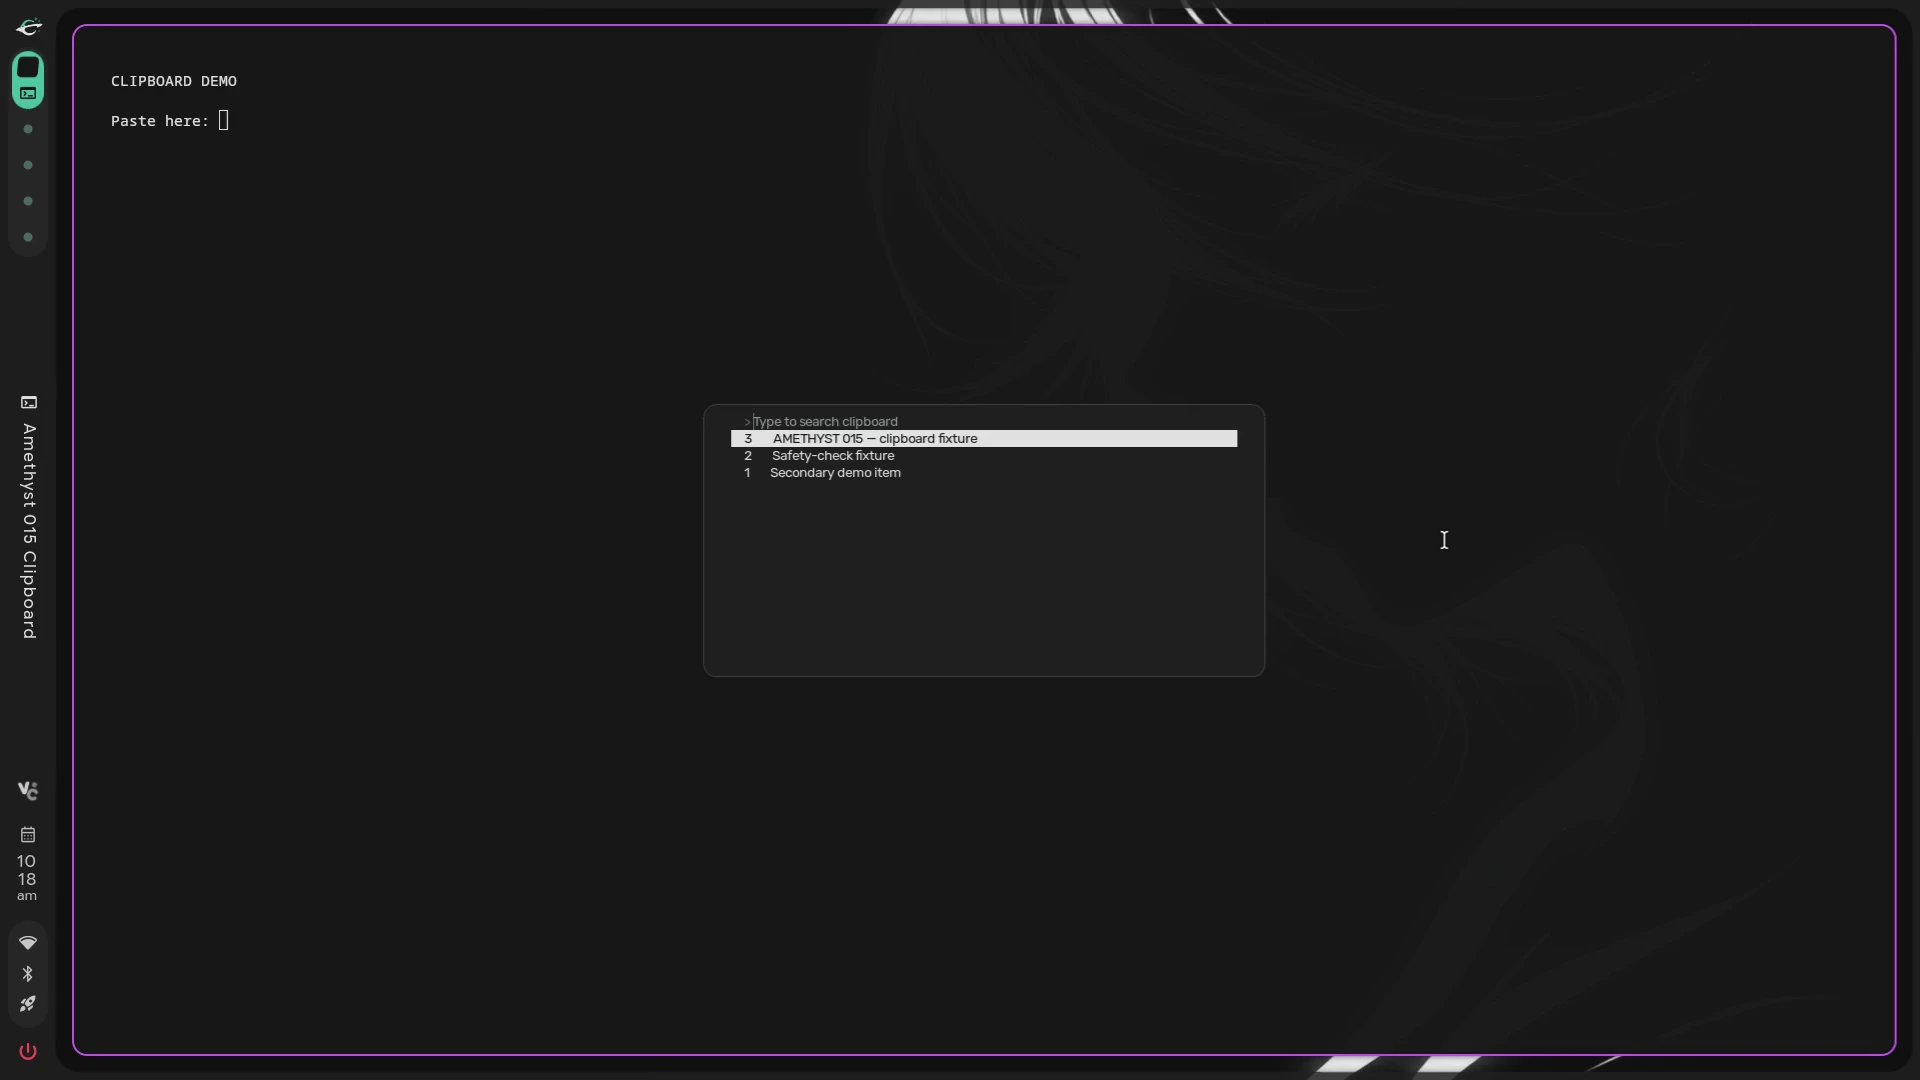 CLIPBOARD DEMO
Paste here:
>Type to search clipboard
3 AMETHYST 015 — clipboard fixture
2 Safety-check fixture
1 Secondary demo item
Amethyst 015 Clipboard
10
18
am